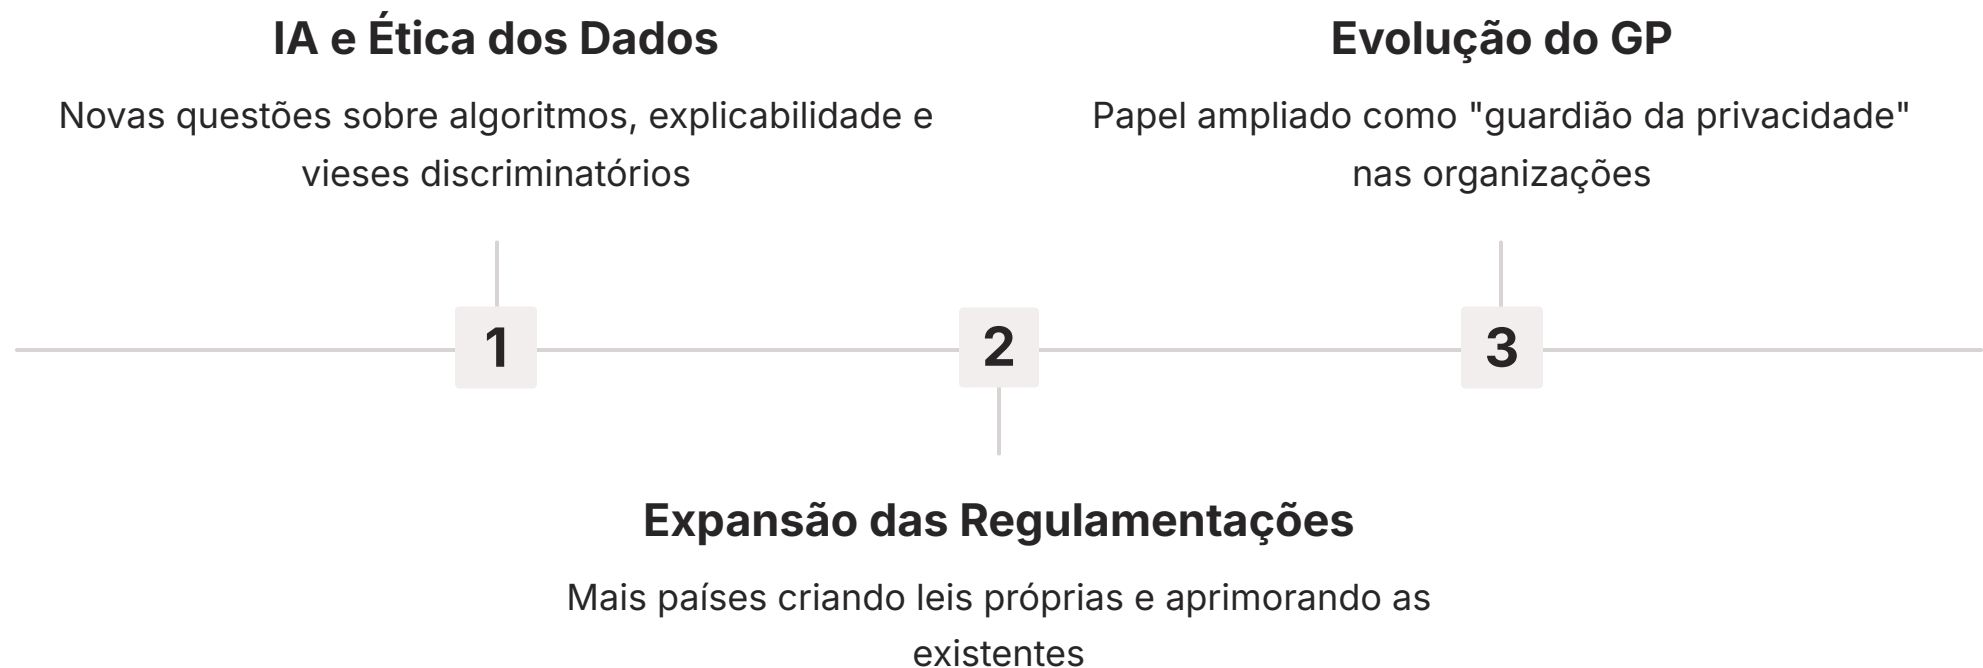 IA e Ética dos Dados
Novas questões sobre algoritmos, explicabilidade e
vieses discriminatórios
Evolução do GP
Papel ampliado como "guardião da privacidade"
nas organizações
1
2
3
Expansão das Regulamentações
Mais países criando leis próprias e aprimorando as
existentes